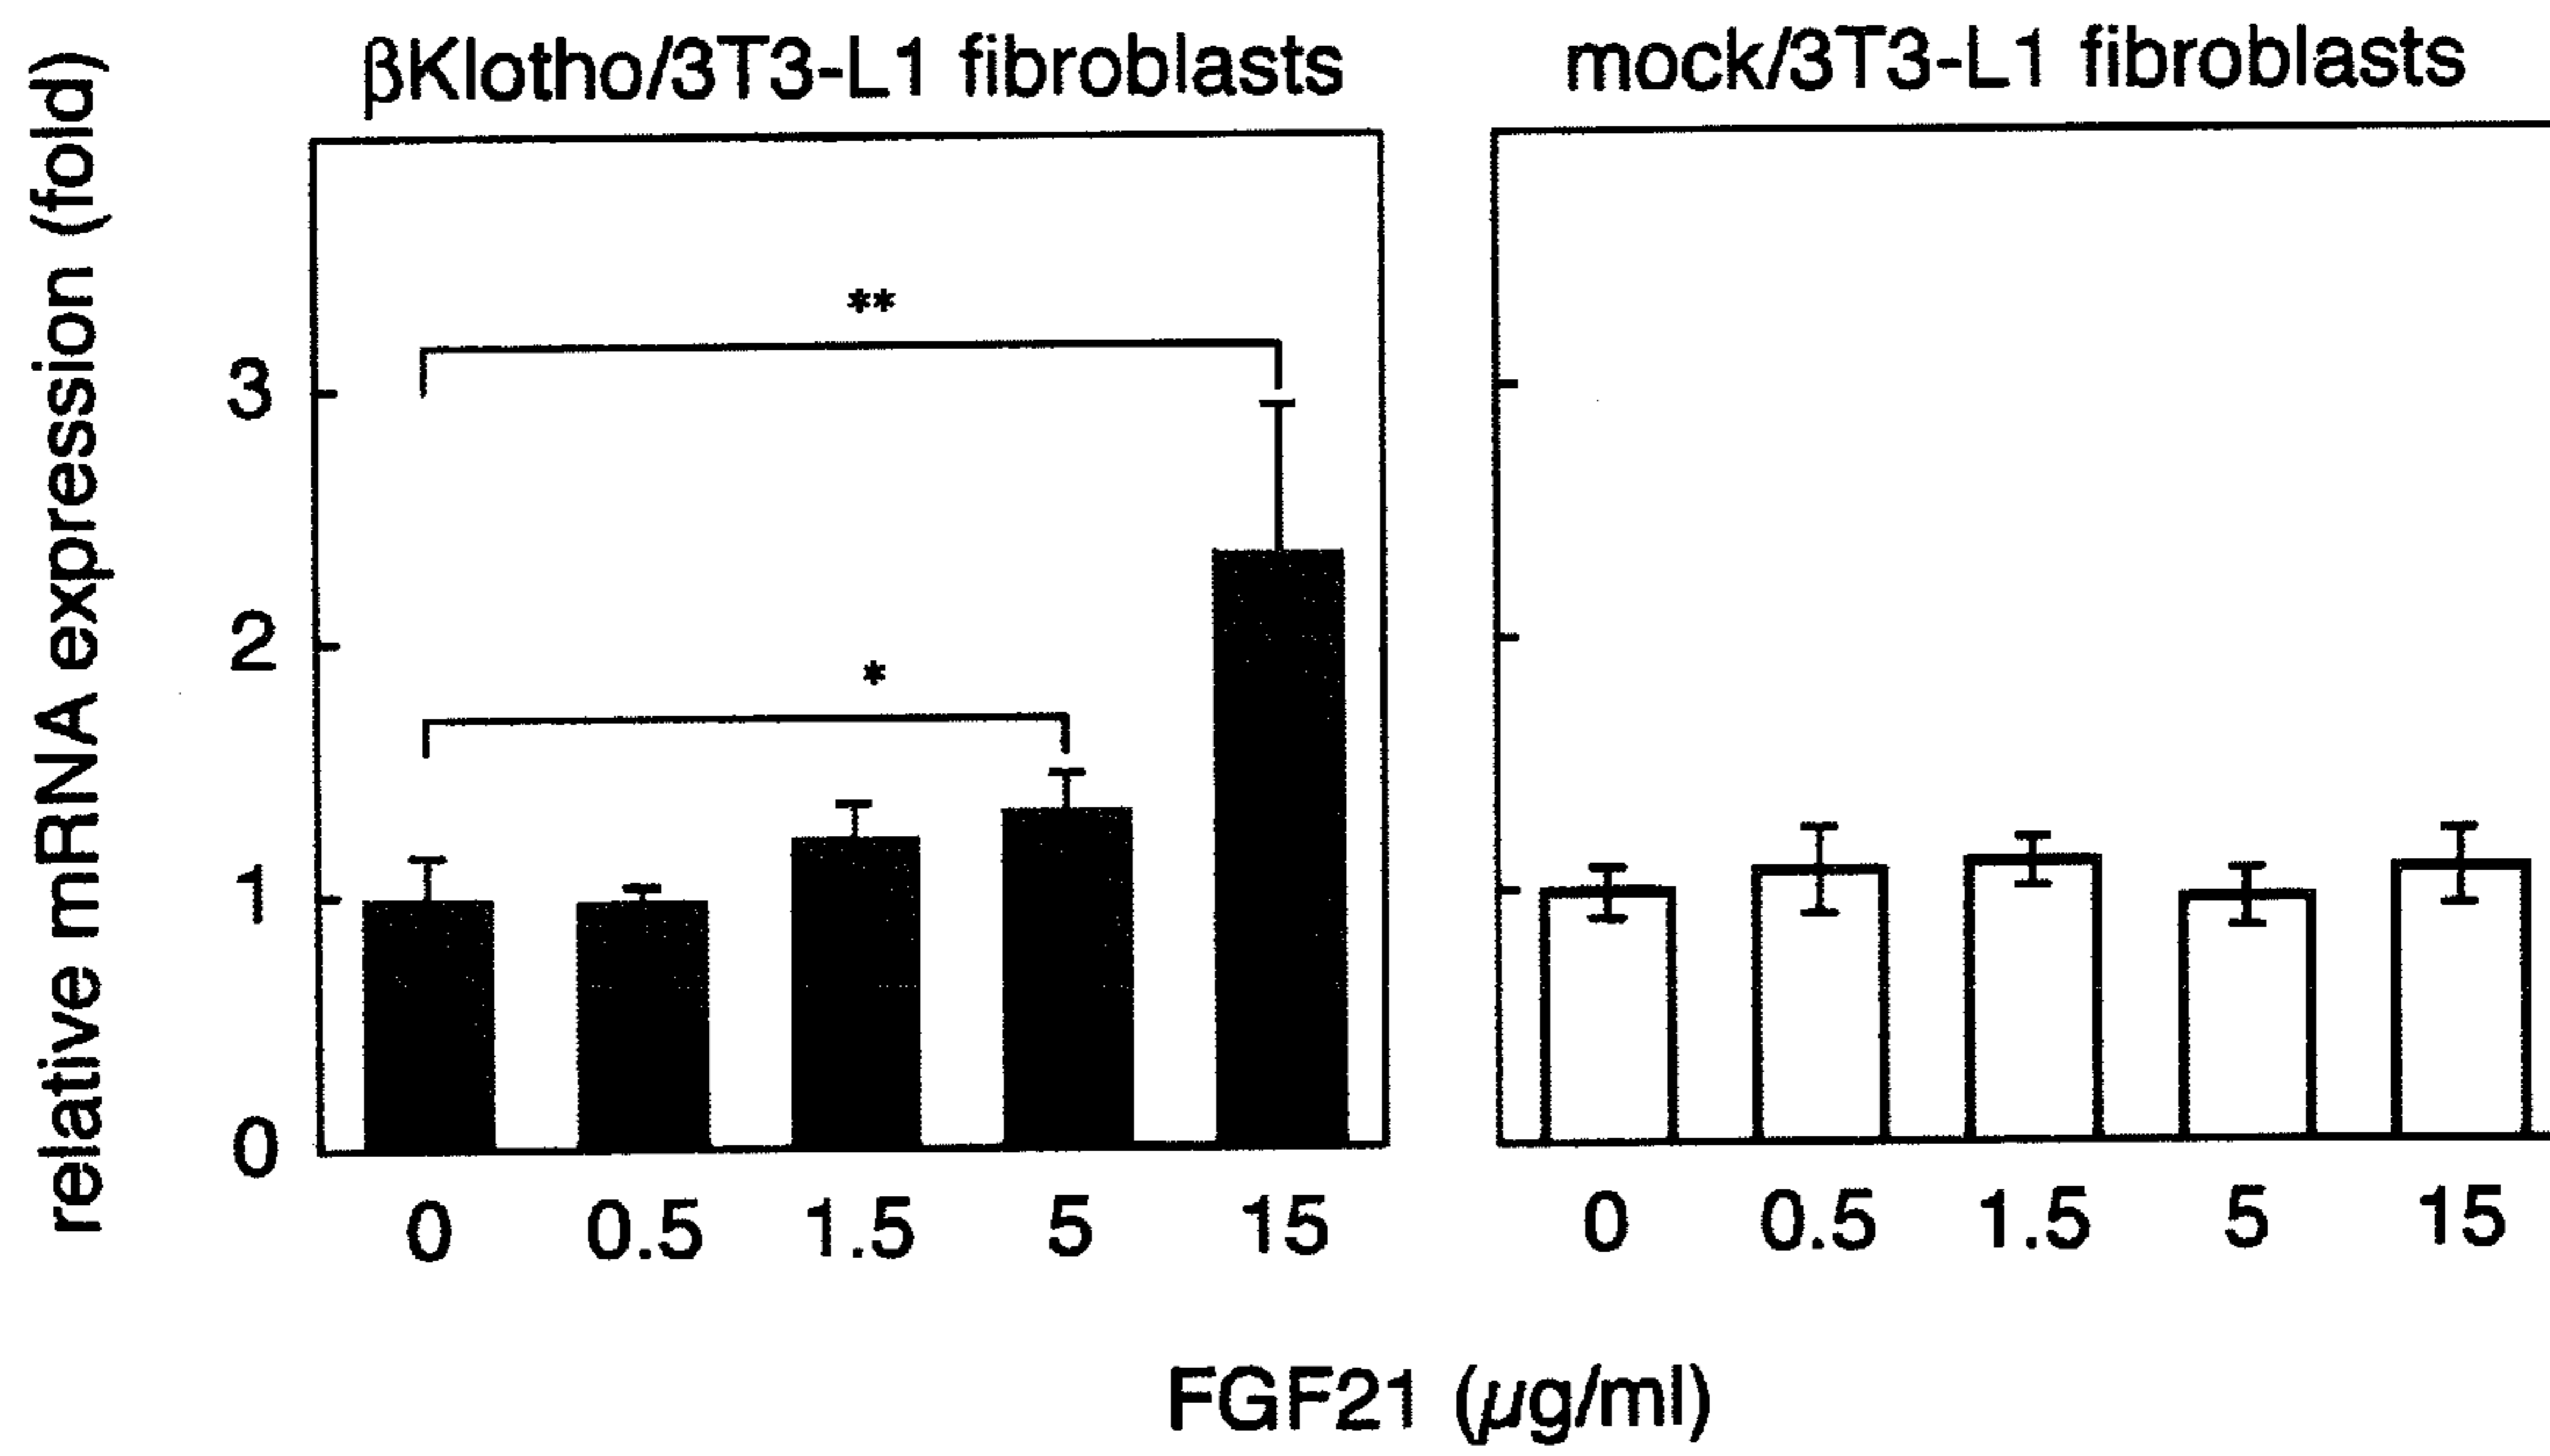 βKlotho/3T3-L1 fibroblasts
mock/3T3-L1 fibroblasts
relative mRNA expression (fold)
3
2
1
0
**
*
0 0.5 1.5 5 15
0 0.5 1.5 5 15
FGF21 (µg/ml)